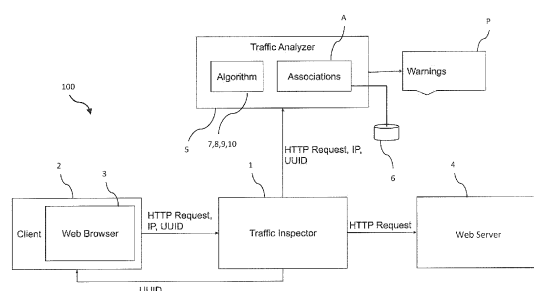 A
P
Traffic Analyzer
Algorithm
Associations
Warnings
100
7,8,9,10
5
6
HTTP Request, IP,
UUID
2
3
1
4
Client
Web Browser
HTTP Request,
IP, UUID
Traffic Inspector
HTTP Request
Web Server
UUID